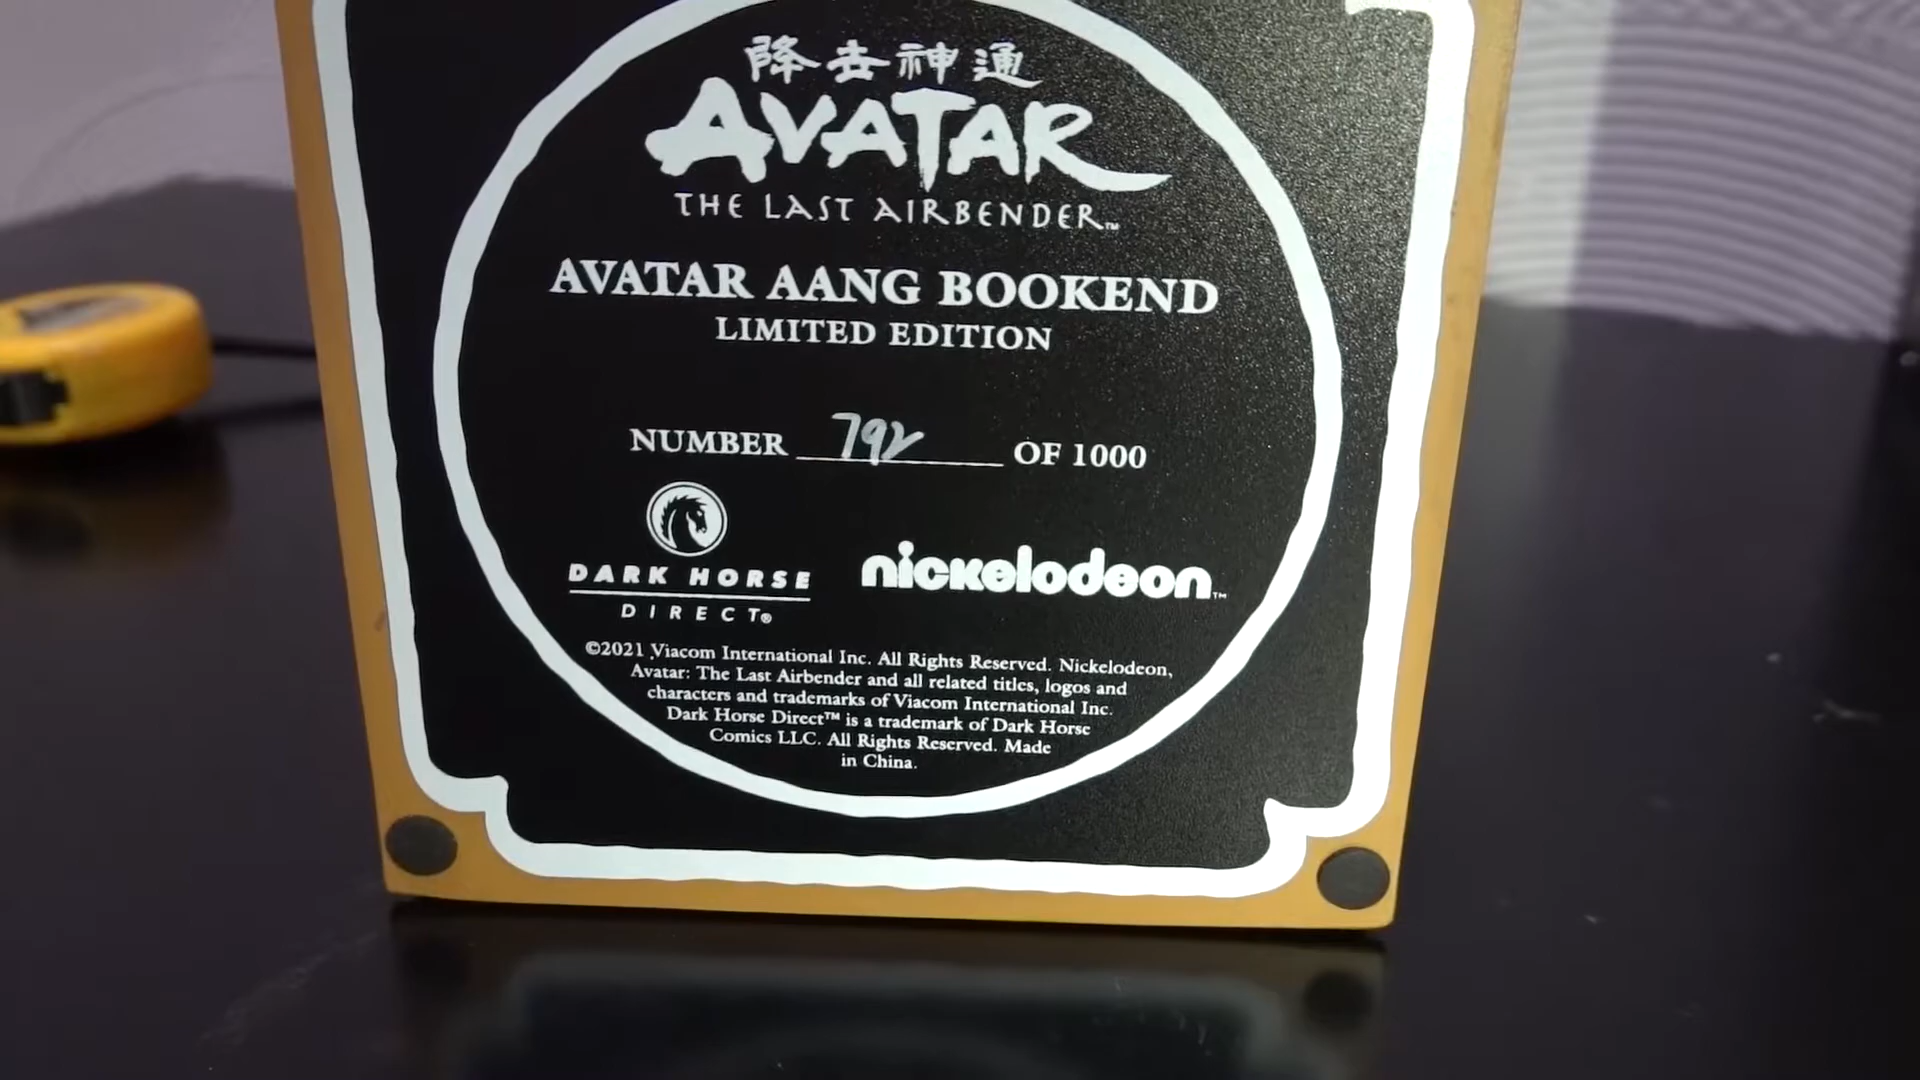 降去神通
AVATAR
THE LAST AIRBENDER™
AVATAR AANG BOOKEND
LIMITED EDITION
NUMBER 792 OF 1000
DARK HORSE
DIRECT®
nickelodeon™
©2021 Viacom International Inc. All Rights Reserved. Nickelodeon,
Avatar: The Last Airbender and all related titles, logos and
characters and trademarks of Viacom International Inc.
Dark Horse Direct™ is a trademark of Dark Horse
Comics LLC. All Rights Reserved. Made
in China.